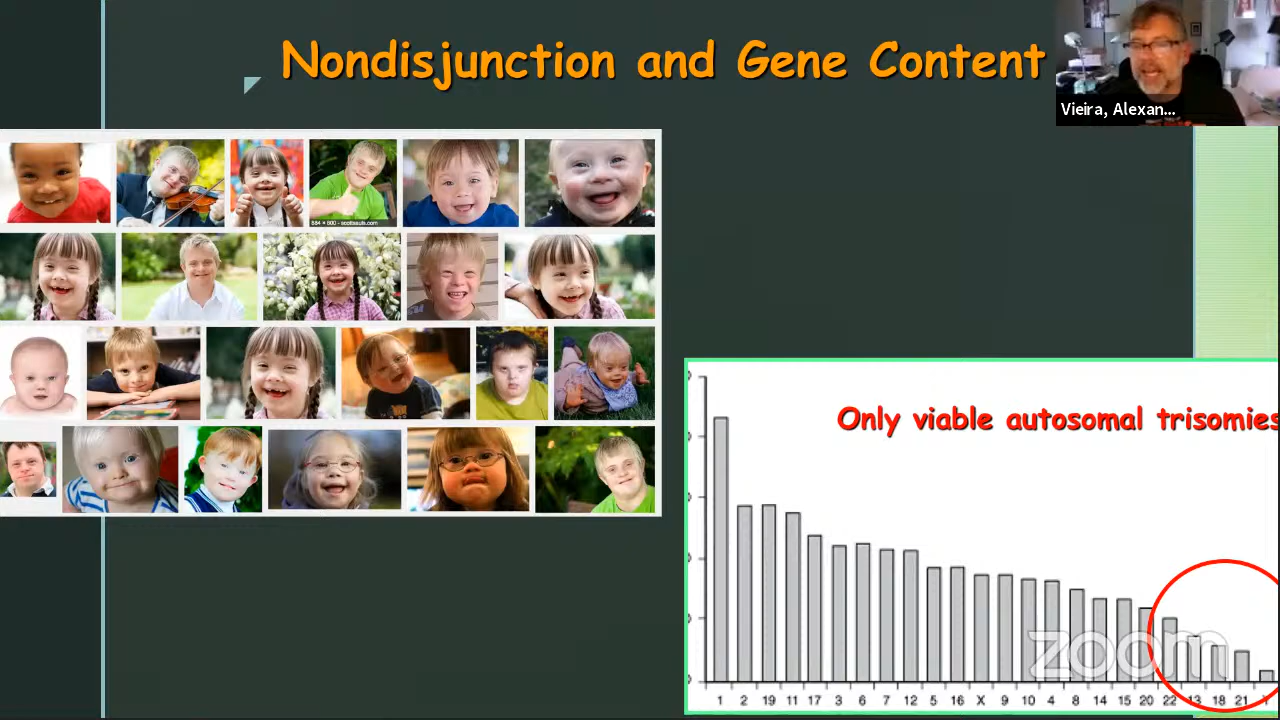 Nondisjunction and Gene Content
Vieira, Alexan...
Only viable autosomal trisomies
zoom
1 2 19 11 17 3 6 7 12 5 16 X 9 10 4 8 14 15 20 22 13 18 21